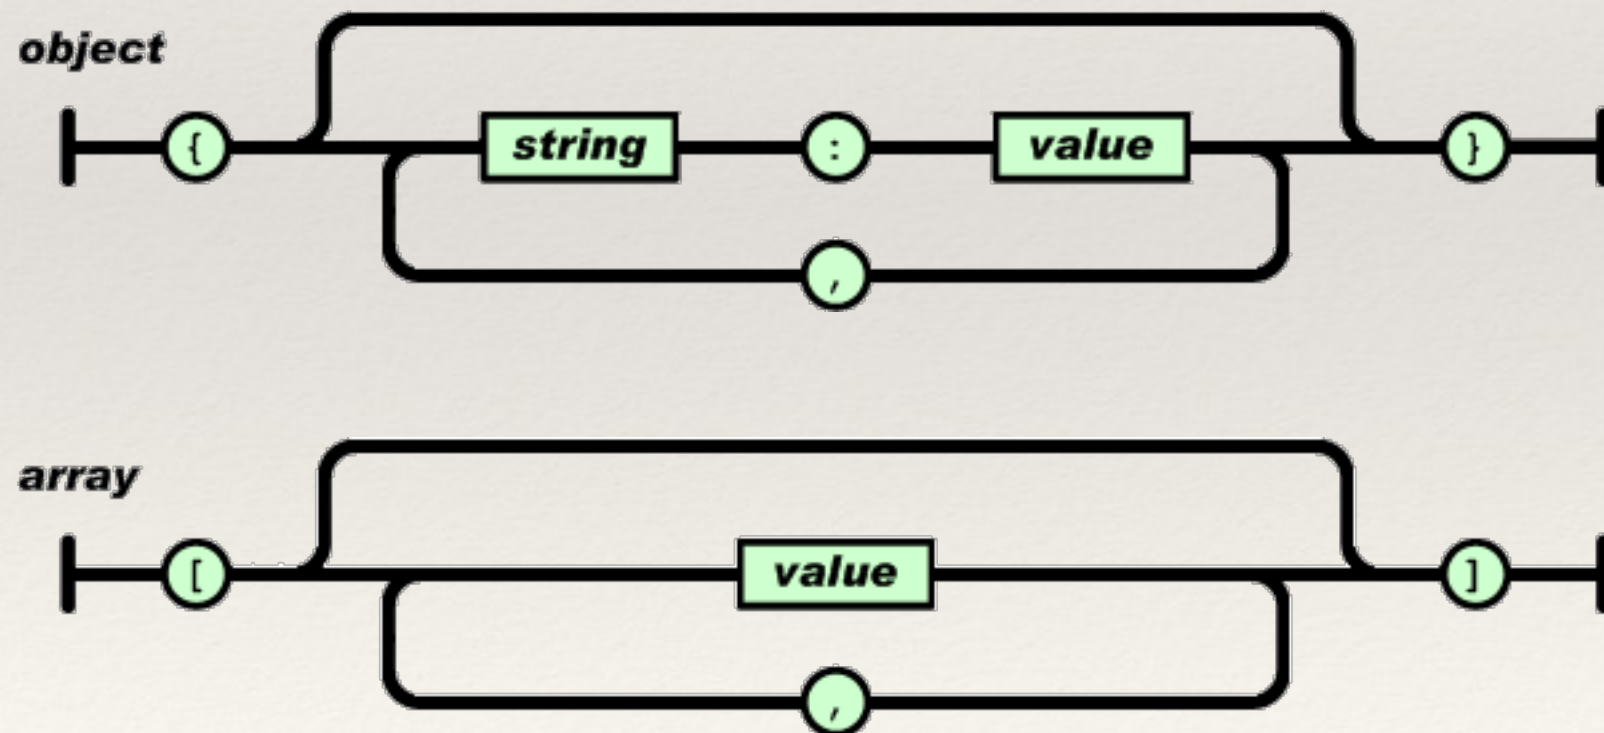 object
{ string : value }
,
array
[ value ]
,